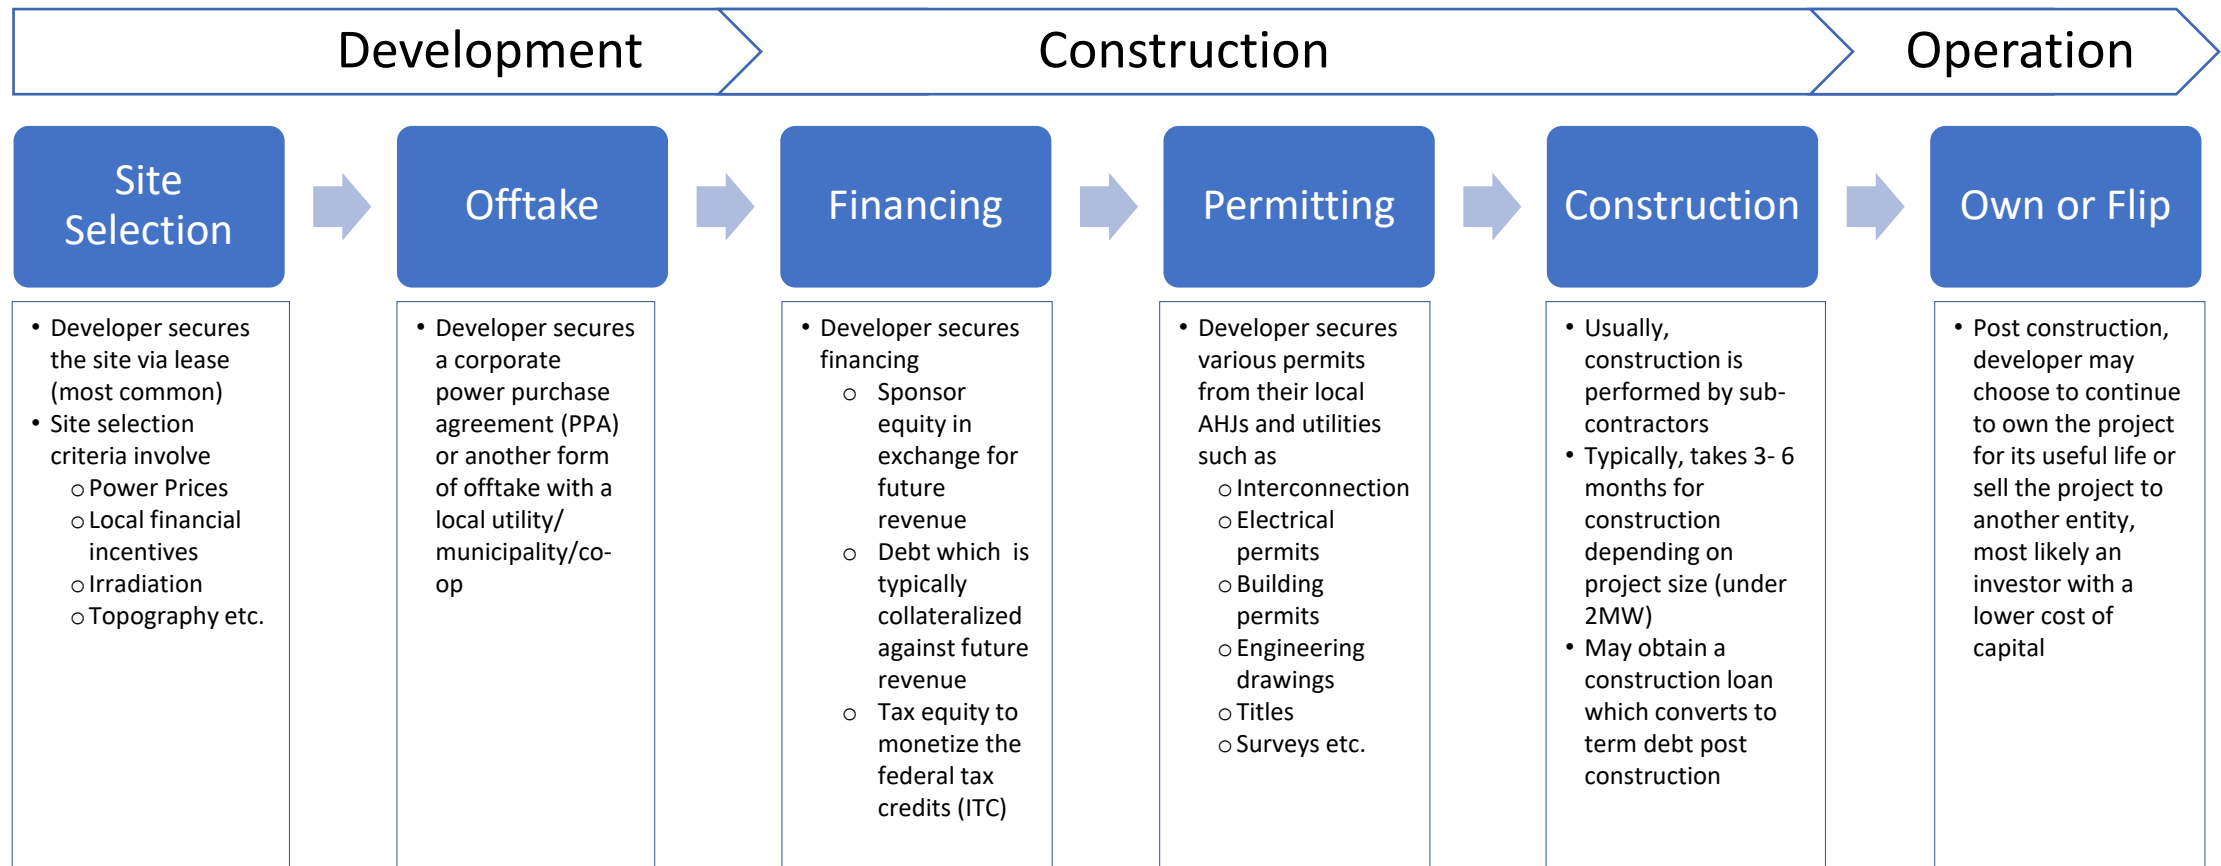 Development
Construction
Operation
Site
Selection
Offtake
Financing
Permitting
Construction
Own or Flip
• Developer secures
the site via lease
(most common)
• Site selection
criteria involve
o Power Prices
o Local financial
incentives
o Irradiation
o Topography etc.
• Developer secures
a corporate
power purchase
agreement (PPA)
or another form
of offtake with a
local utility/
municipality/co-
op
• Developer secures
financing
o Sponsor
equity in
exchange for
future
revenue
o Debt which is
typically
collateralized
against future
revenue
o Tax equity to
monetize the
federal tax
credits (ITC)
• Developer secures
various permits
from their local
AHJs and utilities
such as
o Interconnection
o Electrical
permits
o Building
permits
o Engineering
drawings
o Titles
o Surveys etc.
• Usually,
construction is
performed by sub-
contractors
• Typically, takes 3- 6
months for
construction
depending on
project size (under
2MW)
• May obtain a
construction loan
which converts to
term debt post
construction
• Post construction,
developer may
choose to continue
to own the project
for its useful life or
sell the project to
another entity,
most likely an
investor with a
lower cost of
capital